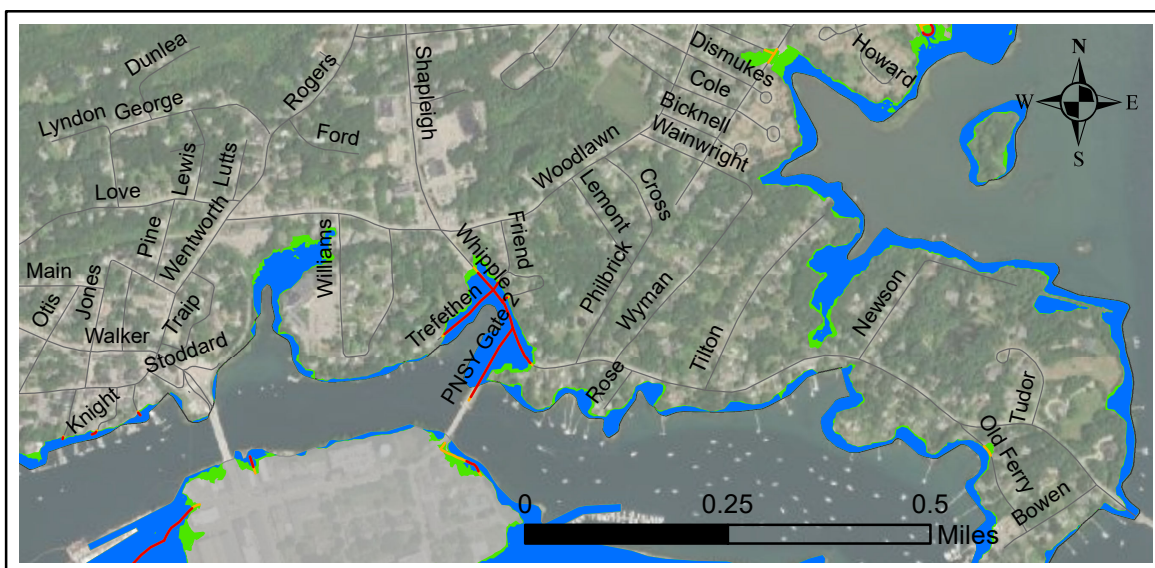 Dunlea
Lyndon
George
Rogers
Shapleigh
Dismukes
Howard
Cole
Bicknell
Wainwright
N
W
E
S
Ford
Love
Lewis
Lutts
Pine
Wentworth
Woodlawn
Lemont
Cross
Friend
Williams
Whipple
Main
Otis
Jones
Walker
Traip
Stoddard
Trefethen
PNSY Gate 2
Philbrick
Wyman
Rose
Tilton
Newson
Tudor
Knight
Old Ferry
Bowen
0
0.25
0.5
Miles